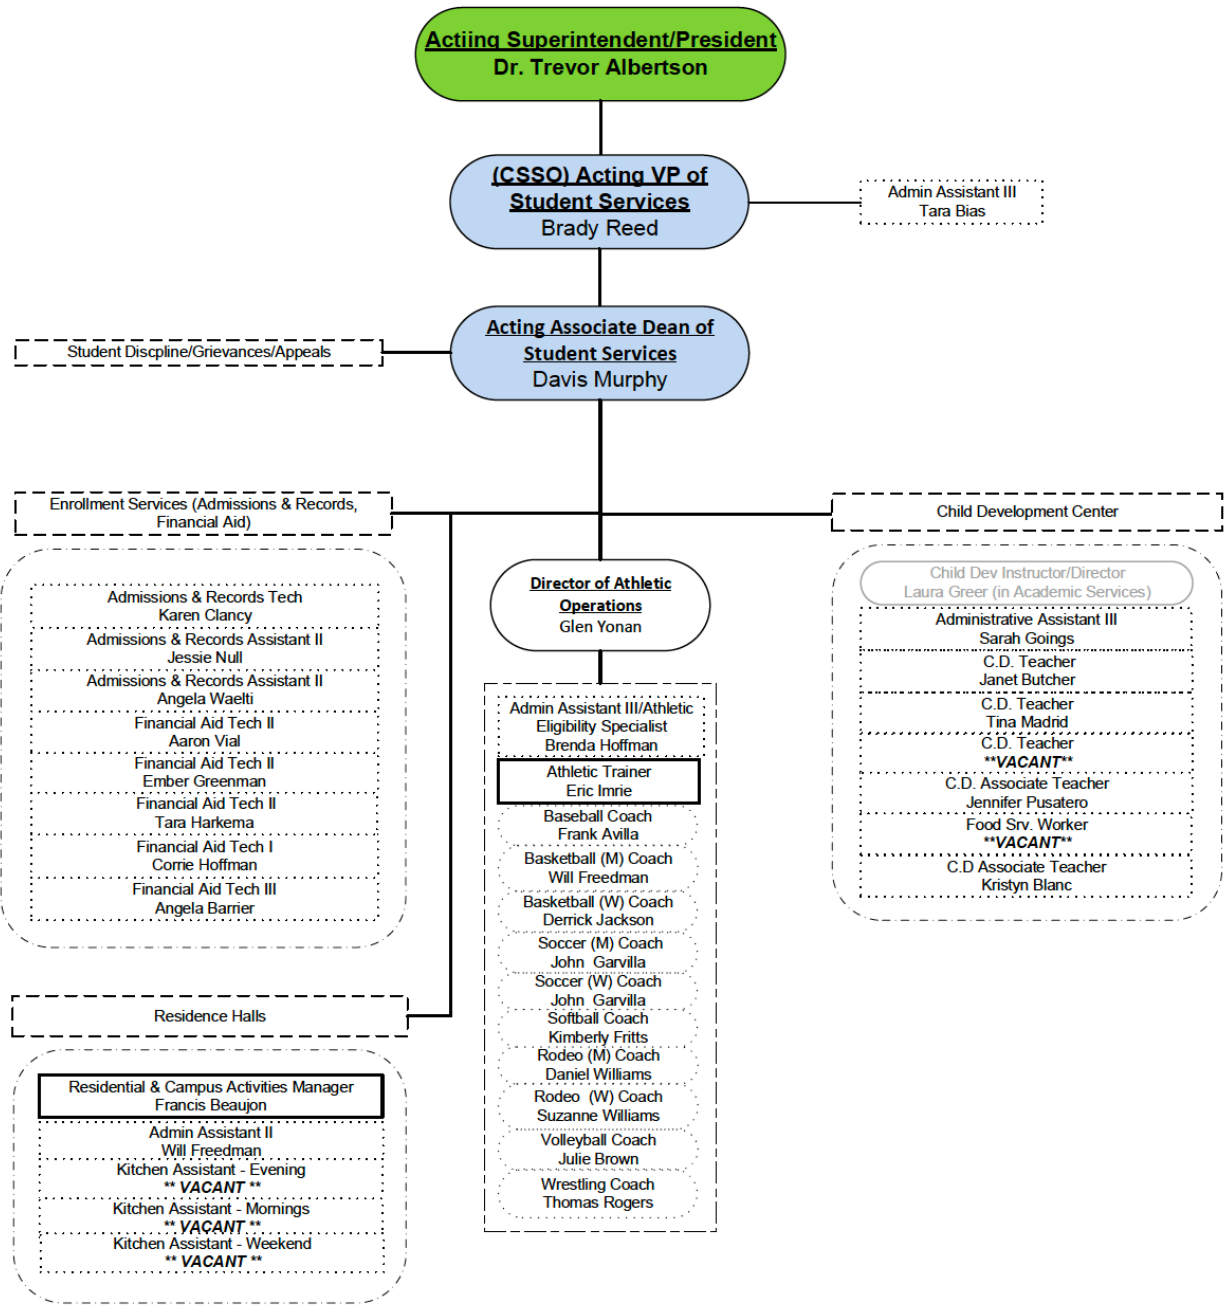 Actiing Superintendent/President
Dr. Trevor Albertson
(CSSO) Acting VP of
Student Services
Brady Reed
Admin Assistant III
Tara Bias
Acting Associate Dean of
Student Services
Davis Murphy
Student Discpline/Grievances/Appeals
Enrollment Services (Admissions & Records,
Financial Aid)
Admissions & Records Tech
Karen Clancy
Admissions & Records Assistant II
Jessie Null
Admissions & Records Assistant II
Angela Waelti
Financial Aid Tech II
Aaron Vial
Financial Aid Tech II
Ember Greenman
Financial Aid Tech II
Tara Harkema
Financial Aid Tech I
Corrie Hoffman
Financial Aid Tech III
Angela Barrier
Residence Halls
Residential & Campus Activities Manager
Francis Beaujon
Admin Assistant II
Will Freedman
Kitchen Assistant - Evening
** VACANT **
Kitchen Assistant - Mornings
** VACANT **
Kitchen Assistant - Weekend
** VACANT **
Director of Athletic
Operations
Glen Yonan
Admin Assistant III/Athletic
Eligibility Specialist
Brenda Hoffman
Athletic Trainer
Eric Imrie
Baseball Coach
Frank Avilla
Basketball (M) Coach
Will Freedman
Basketball (W) Coach
Derrick Jackson
Soccer (M) Coach
John  Garvilla
Soccer (W) Coach
John  Garvilla
Softball Coach
Kimberly Fritts
Rodeo (M) Coach
Daniel Williams
Rodeo  (W) Coach
Suzanne Williams
Volleyball Coach
Julie Brown
Wrestling Coach
Thomas Rogers
Child Development Center
Child Dev Instructor/Director
Laura Greer (in Academic Services)
Administrative Assistant III
Sarah Goings
C.D. Teacher
Janet Butcher
C.D. Teacher
Tina Madrid
C.D. Teacher
**VACANT**
C.D. Associate Teacher
Jennifer Pusatero
Food Srv. Worker
**VACANT**
C.D Associate Teacher
Kristyn Blanc